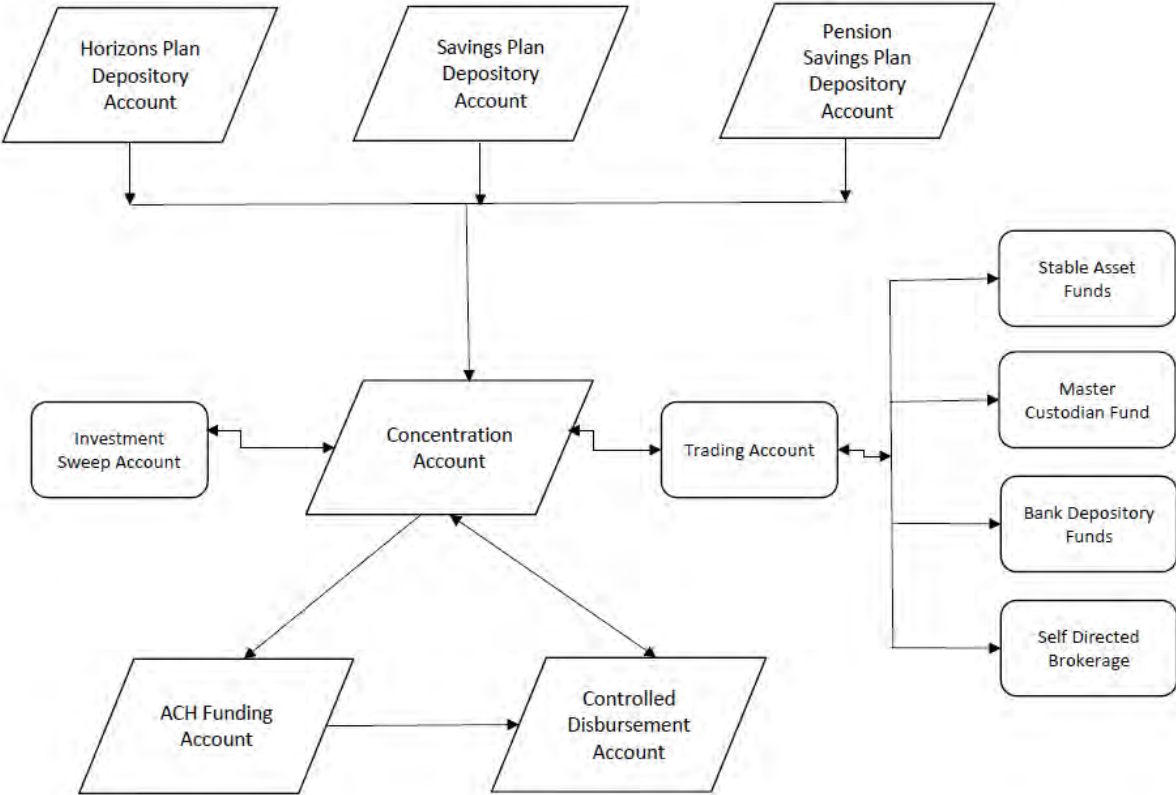 Horizons Plan
Depository
Account
Savings Plan
Depository
Account
Pension
Savings Plan
Depository
Account
Stable Asset
Funds
Master
Custodian Fund
Investment
Sweep Account
Concentration
Account
Trading Account
Bank Depository
Funds
Self Directed
Brokerage
ACH Funding
Account
Controlled
Disbursement
Account